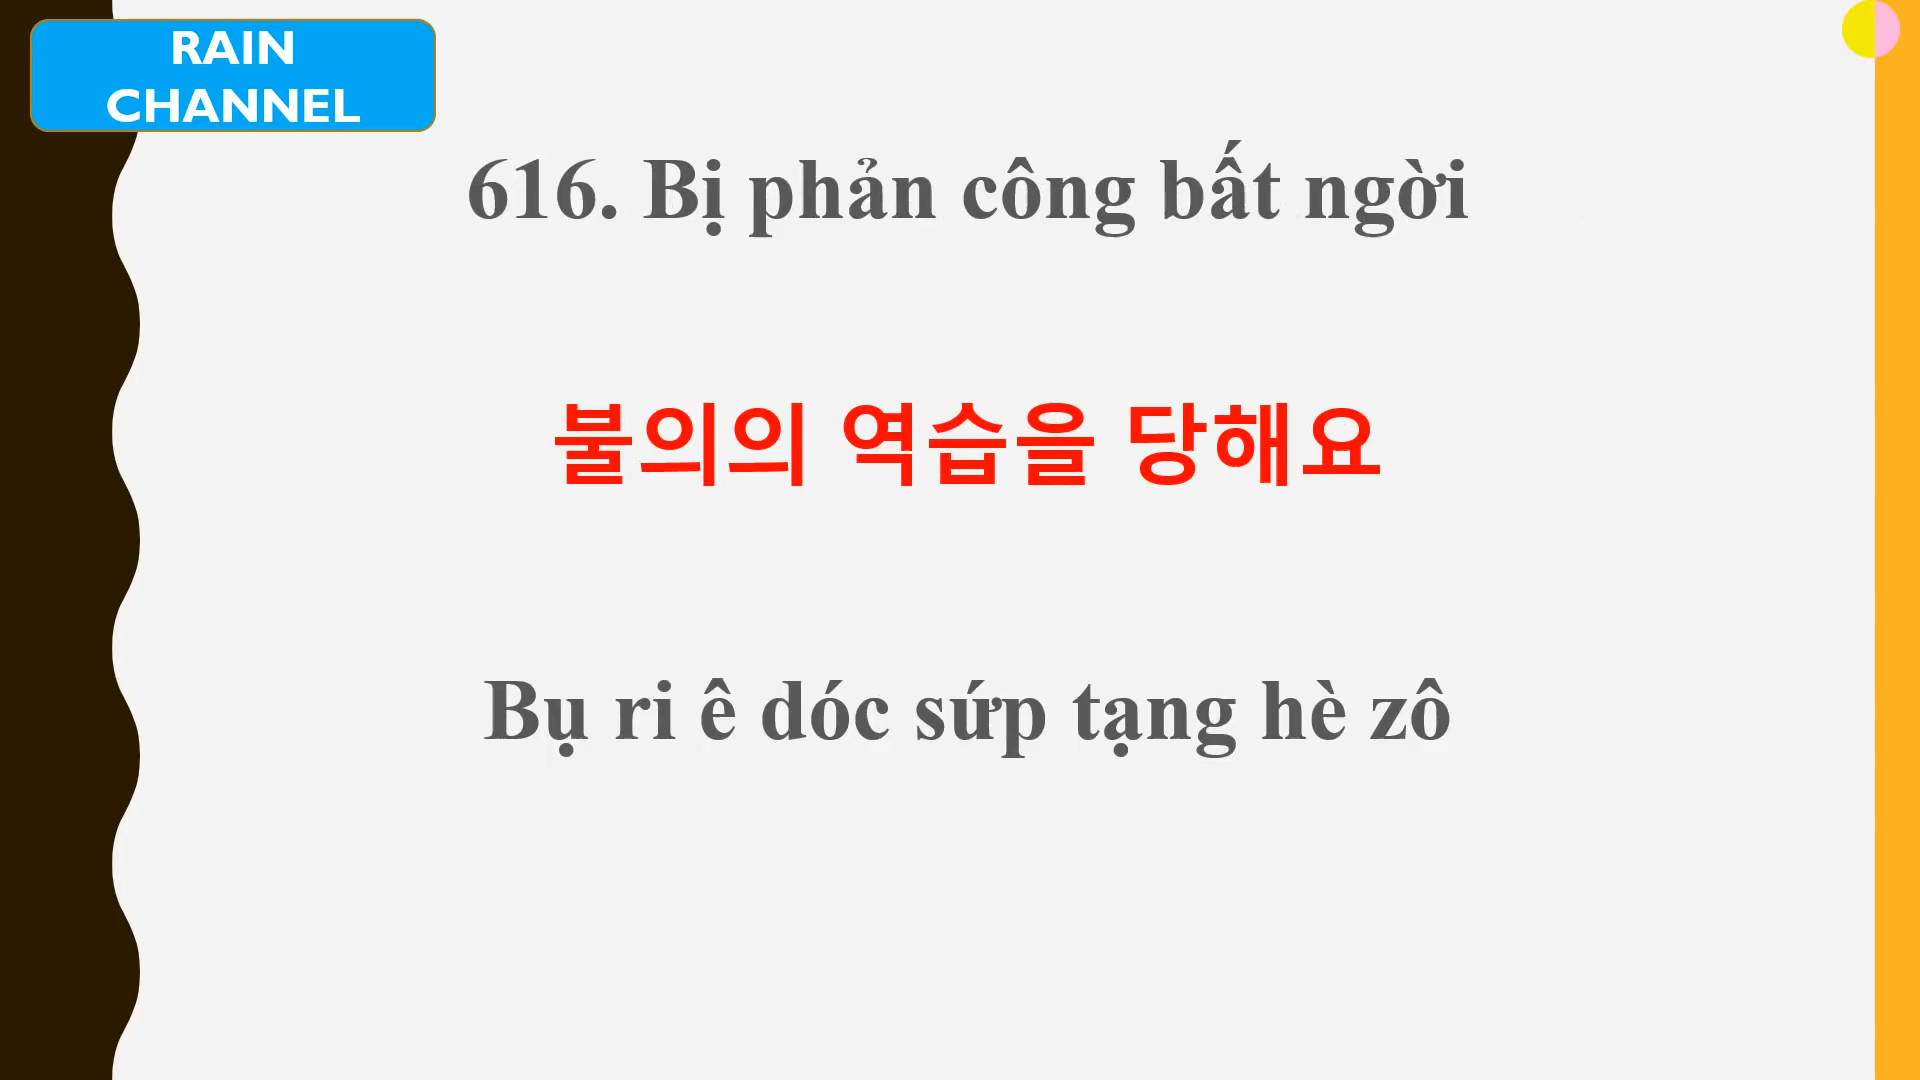 RAIN
CHANNEL
616. Bị phản công bất ngời
불의의 역습을 당해요
Bụ ri ê dóc sứp tạng hè zô